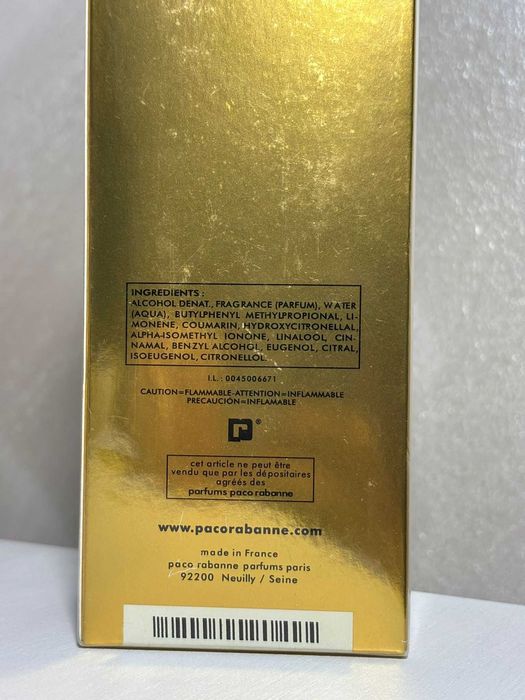 INGREDIENTS :
ALCOHOL DENAT., FRAGRANCE (PARFUM), WATER
(AQUA), BUTYLPHENYL METHYLPROPIONAL, LI-
MONENE, COUMARIN, HYDROXYCITRONELLAL,
ALPHA-ISOMETHYL IONONE, LINALOOL, CIN-
NAMAL, BENZYL ALCOHOL, EUGENOL, CITRAL,
ISOEUGENOL, CITRONELLOL.
I.L. : 0045006671
CAUTION=FLAMMABLE-ATTENTION=INFLAMMABLE
PRECAUCIÓN=INFLAMABLE
r®
cet article ne peut être
vendu que par les dépositaires
agréés des
parfums paco rabanne
www.pacorabanne.com
made in France
paco rabanne parfums paris
92200 Neuilly / Seine